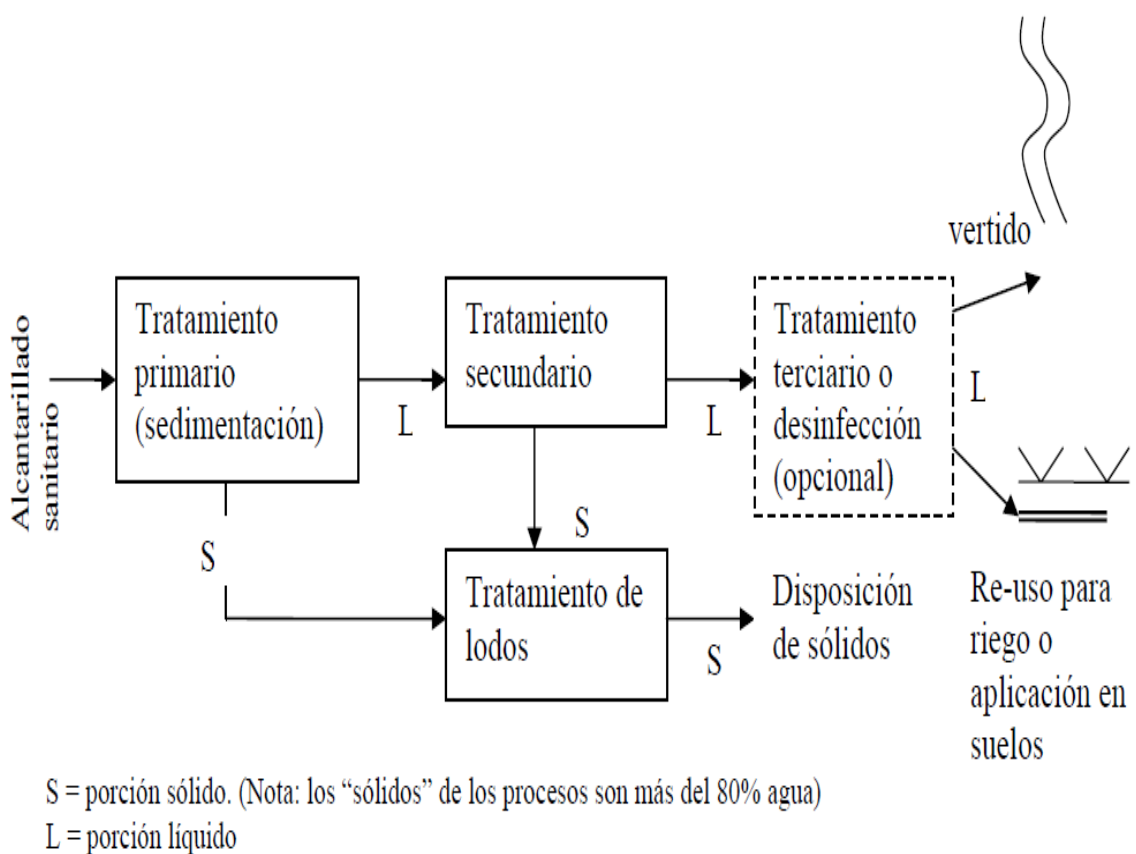 vertido
Alcantarillado
sanitario
Tratamiento
primario
(sedimentación)
L
Tratamiento
secundario
L
Tratamiento
terciario o
desinfección
(opcional)
L
S
S
Tratamiento de
lodos
S
Disposición
de sólidos
Re-uso para
riego o
aplicación en
suelos
S = porción sólido. (Nota: los “sólidos” de los procesos son más del 80% agua)
L = porción líquido